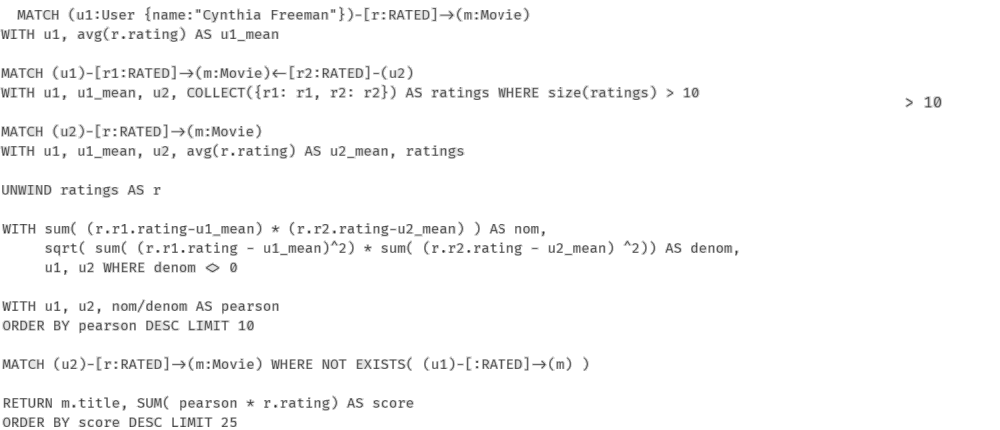 MATCH (u1:User {name:"Cynthia Freeman"})-[r:RATED]->(m:Movie)
WITH u1, avg(r.rating) AS u1_mean
MATCH (u1)-[r1:RATED]->(m:Movie)<-[r2:RATED]-(u2)
WITH u1, u1_mean, u2, COLLECT({r1: r1, r2: r2}) AS ratings WHERE size(ratings) > 10
> 10
MATCH (u2)-[r:RATED]->(m:Movie)
WITH u1, u1_mean, u2, avg(r.rating) AS u2_mean, ratings
UNWIND ratings AS r
WITH sum( (r.r1.rating-u1_mean) * (r.r2.rating-u2_mean) ) AS nom,
sqrt( sum( (r.r1.rating - u1_mean)^2) * sum( (r.r2.rating - u2_mean) ^2)) AS denom,
u1, u2 WHERE denom <> 0
WITH u1, u2, nom/denom AS pearson
ORDER BY pearson DESC LIMIT 10
MATCH (u2)-[r:RATED]->(m:Movie) WHERE NOT EXISTS( (u1)-[:RATED]->(m) )
RETURN m.title, SUM( pearson * r.rating) AS score
ORDER BY score DESC LIMIT 25